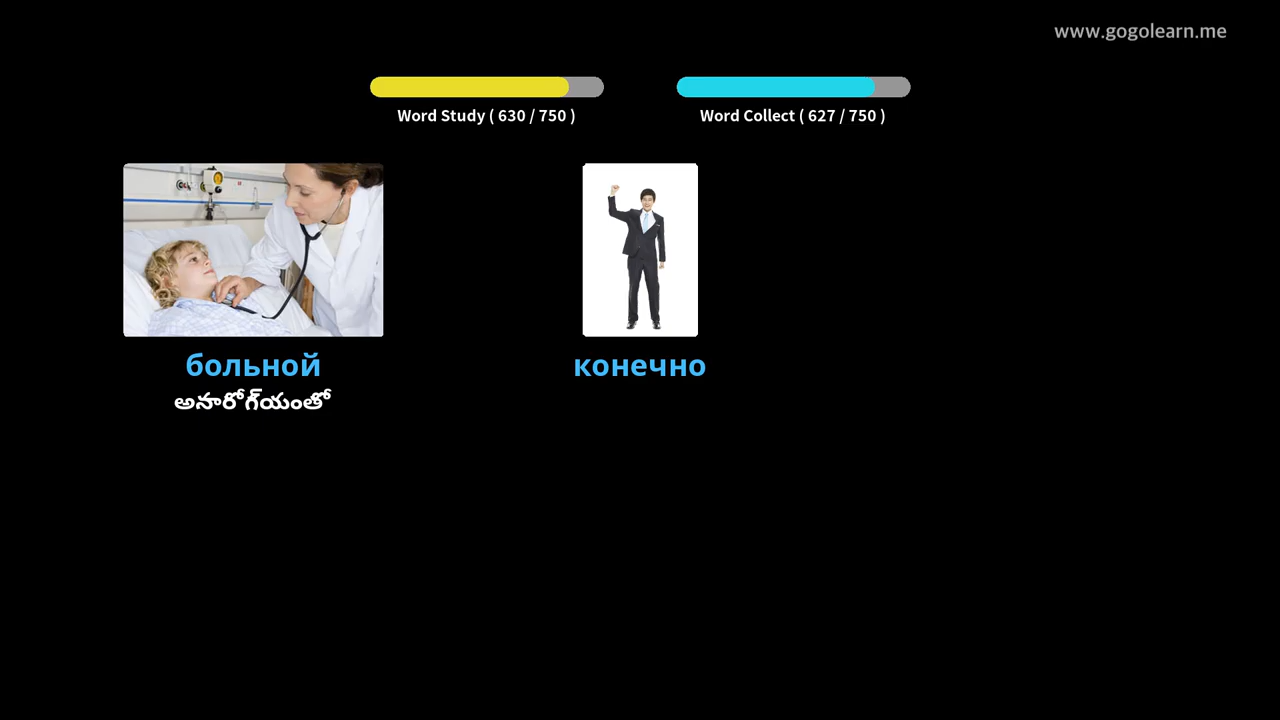 www.gogolearn.me
Word Study ( 630 / 750 )
Word Collect ( 627 / 750 )
больной
конечно
అనారోగ్యంతో